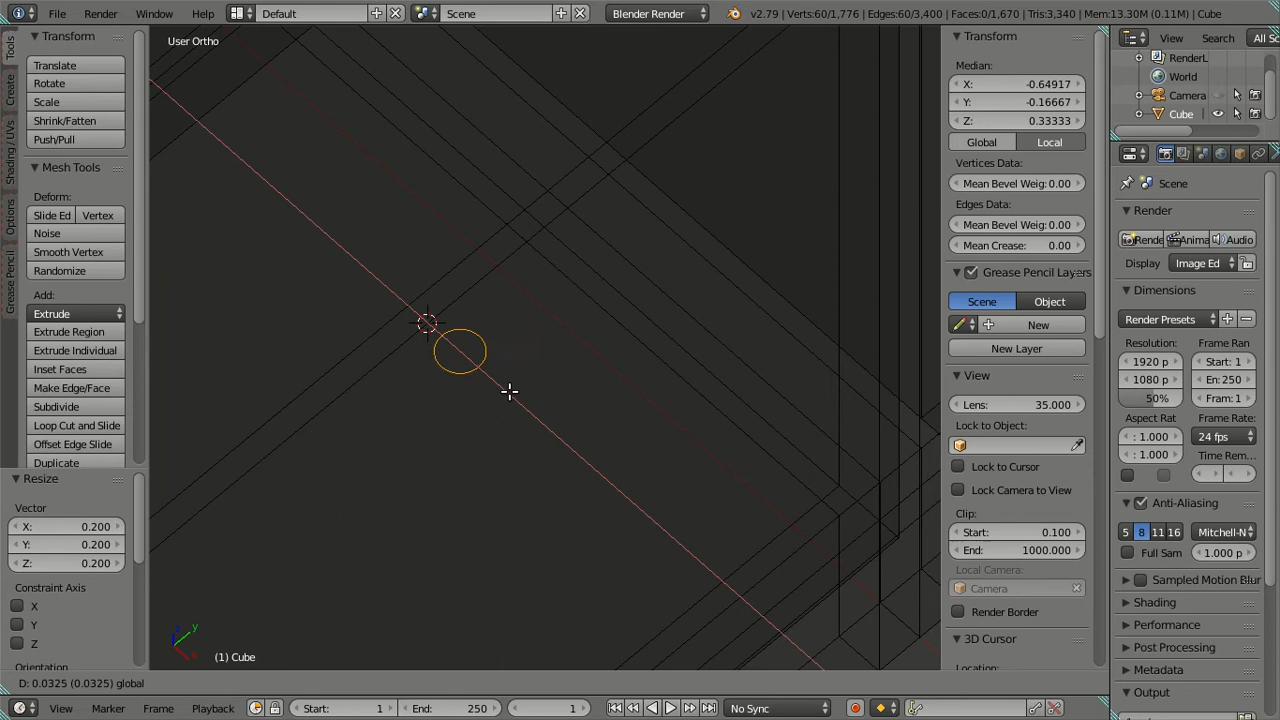 File Render Window Help Default Scene Blender Render v2.79 | Verts:60/1,776 | Edges:60/3,400 | Faces:0/1,670 | Tris:3,340 | Mem:13.30M (0.11M) | Cube
Tools
Create
Shading / UVs
Options
Grease Pencil
Transform
Translate
Rotate
Scale
Shrink/Fatten
Push/Pull
Mesh Tools
Deform:
Slide Ed Vertex
Noise
Smooth Vertex
Randomize
Add:
Extrude
Extrude Region
Extrude Individual
Inset Faces
Make Edge/Face
Subdivide
Loop Cut and Slide
Offset Edge Slide
Duplicate
Resize
Vector
X: 0.200
Y: 0.200
Z: 0.200
Constraint Axis
X
Y
Z
Orientation
User Ortho
z y x
(1) Cube
D: 0.0325 (0.0325) global
Transform
Median:
X: -0.64917
Y: -0.16667
Z: 0.33333
Global Local
Vertices Data:
Mean Bevel Weig: 0.00
Edges Data:
Mean Bevel Weig: 0.00
Mean Crease: 0.00
Grease Pencil Layers
Scene Object
New
New Layer
View
Lens: 35.000
Lock to Object:
Lock to Cursor
Lock Camera to View
Clip:
Start: 0.100
End: 1000.000
Local Camera:
Camera
Render Border
3D Cursor
Location:
View Search All Sc
RenderL
World
Camera
Cube
Scene
Render
Rende Anima Audio
Display Image Ed
Dimensions
Render Presets
Resolution: Frame Ran
1920 p Start: 1
1080 p En: 250
50% Fram: 1
Aspect Rat Frame Rate:
: 1.000 24 fps
: 1.000 Time Rem...
Anti-Aliasing
5 8 11 16 Mitchell-N
Full Sam 1.000 p
Sampled Motion Blur
Shading
Performance
Post Processing
Metadata
Output
View Marker Frame Playback Start: 1 End: 250 1 No Sync